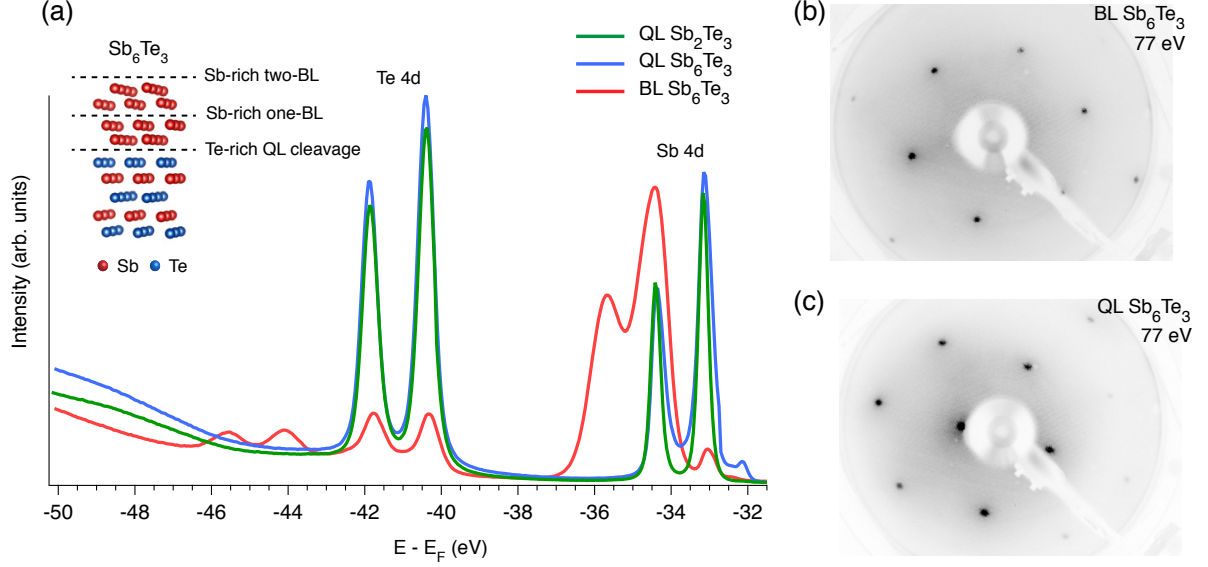 (a)
Sb6Te3
Sb-rich two-BL
Sb-rich one-BL
Te-rich QL cleavage
Sb Te
Te 4d
Sb 4d
QL Sb2Te3
QL Sb6Te3
BL Sb6Te3
Intensity (arb. units)
-50 -48 -46 -44 -42 -40 -38 -36 -34 -32
E - EF (eV)
(b)
BL Sb6Te3
77 eV
(c)
QL Sb6Te3
77 eV